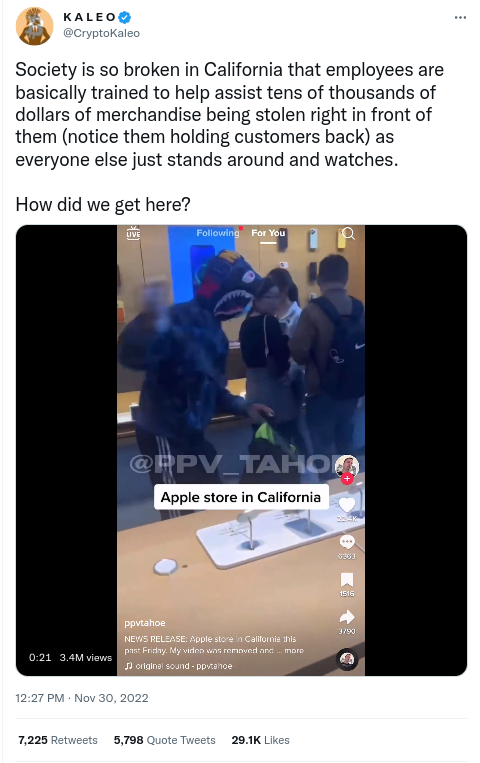 KALEO
@CryptoKaleo
Society is so broken in California that employees are
basically trained to help assist tens of thousands of
dollars of merchandise being stolen right in front of
them (notice them holding customers back) as
everyone else just stands around and watches.
How did we get here?
LIVE
Following For You
@PPV_TAHO
Apple store in California
6363
1516
3790
ppvtahoe
NEWS RELEASE: Apple store in California this
past Friday. My video was removed and ... more
original sound - ppvtahoe
0:21 3.4M views
12:27 PM · Nov 30, 2022
7,225 Retweets 5,798 Quote Tweets 29.1K Likes